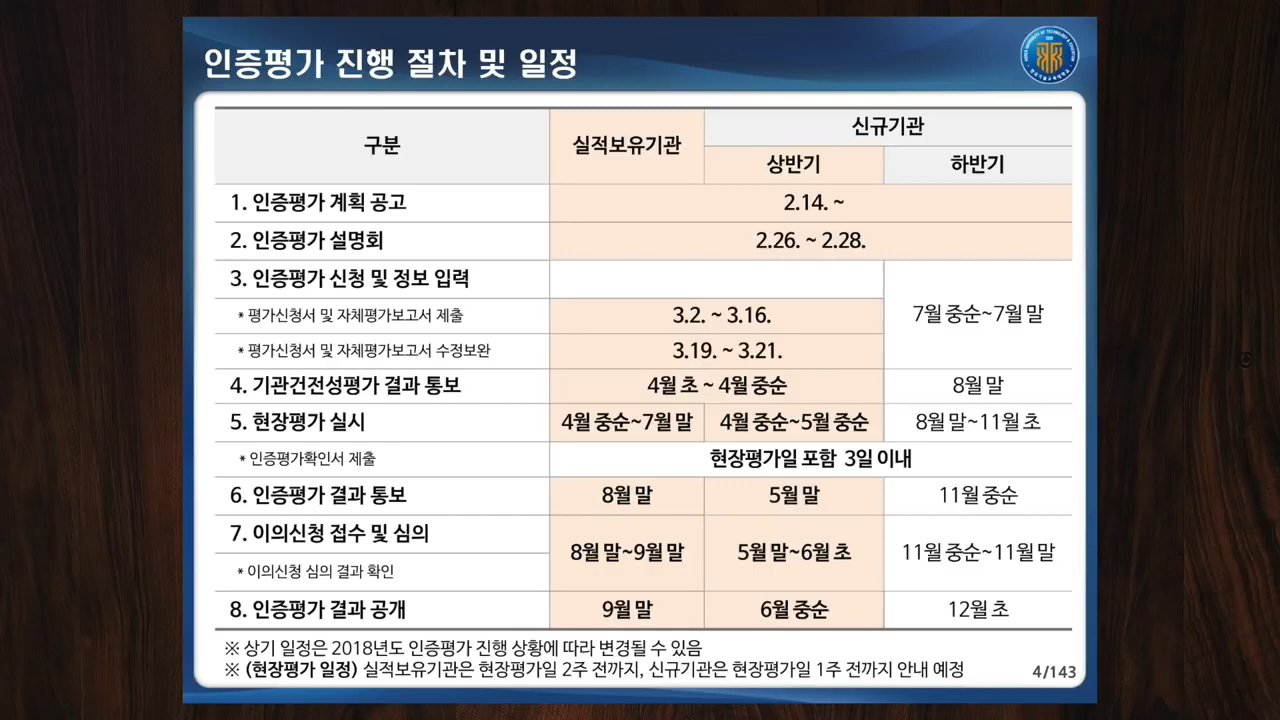 인증평가 진행 절차 및 일정
구분
실적보유기관
신규기관
상반기
하반기
1. 인증평가 계획 공고
2.14. ~
2. 인증평가 설명회
2.26. ~ 2.28.
3. 인증평가 신청 및 정보 입력
7월 중순~7월 말
* 평가신청서 및 자체평가보고서 제출
3.2. ~ 3.16.
* 평가신청서 및 자체평가보고서 수정보완
3.19. ~ 3.21.
4. 기관건전성평가 결과 통보
4월 초 ~ 4월 중순
8월 말
5. 현장평가 실시
4월 중순~7월 말
4월 중순~5월 중순
8월 말~11월 초
* 인증평가확인서 제출
현장평가일 포함 3일 이내
6. 인증평가 결과 통보
8월 말
5월 말
11월 중순
7. 이의신청 접수 및 심의
8월 말~9월 말
5월 말~6월 초
11월 중순~11월 말
* 이의신청 심의 결과 확인
8. 인증평가 결과 공개
9월 말
6월 중순
12월 초
※ 상기 일정은 2018년도 인증평가 진행 상황에 따라 변경될 수 있음
※ (현장평가 일정) 실적보유기관은 현장평가일 2주 전까지, 신규기관은 현장평가일 1주 전까지 안내 예정
4/143